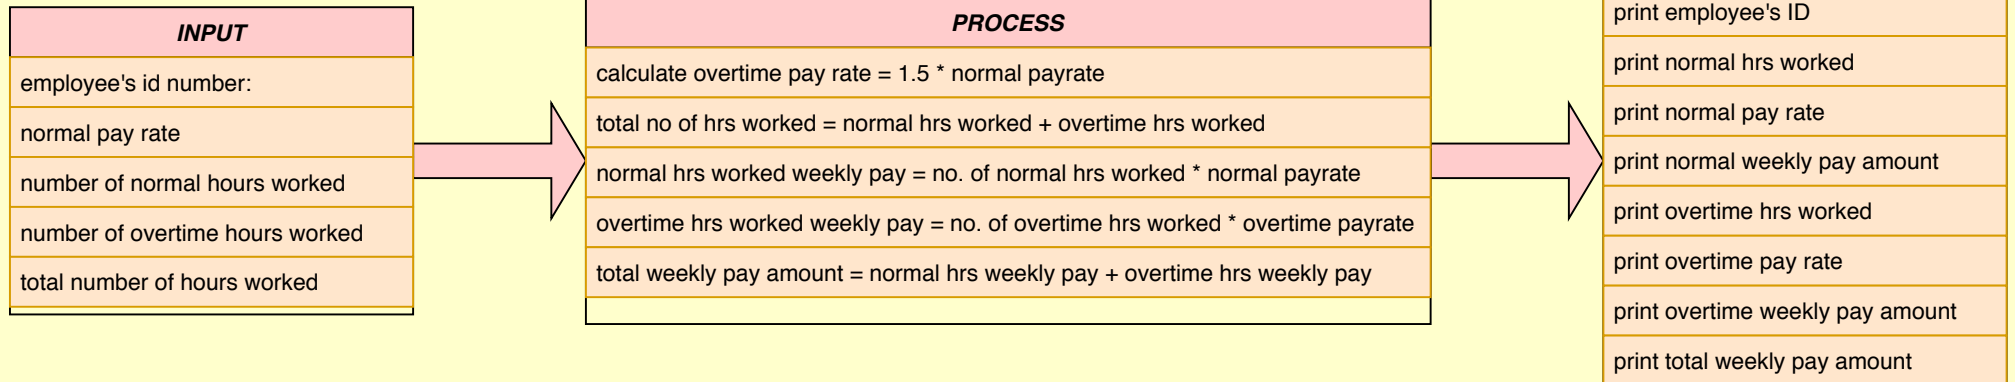 INPUT
employee's id number:
normal pay rate
number of normal hours worked
number of overtime hours worked
total number of hours worked
PROCESS
calculate overtime pay rate = 1.5 * normal payrate
total no of hrs worked = normal hrs worked + overtime hrs worked
normal hrs worked weekly pay = no. of normal hrs worked * normal payrate
overtime hrs worked weekly pay = no. of overtime hrs worked * overtime payrate
total weekly pay amount = normal hrs weekly pay + overtime hrs weekly pay
print employee's ID
print normal hrs worked
print normal pay rate
print normal weekly pay amount
print overtime hrs worked
print overtime pay rate
print overtime weekly pay amount
print total weekly pay amount